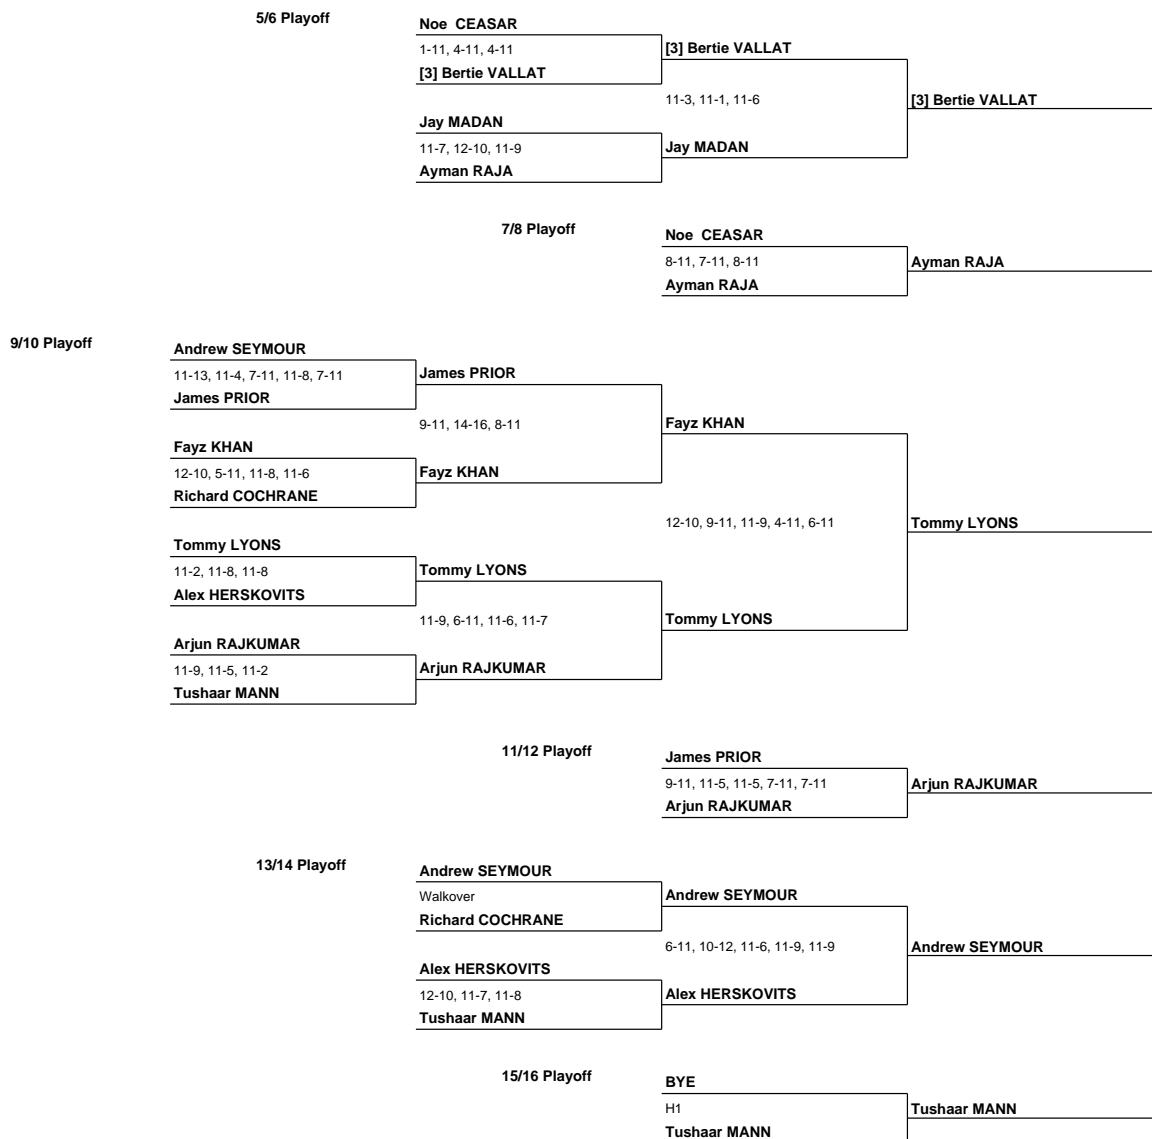 5/6 Playoff
Noe  CEASAR
1-11, 4-11, 4-11
[3] Bertie VALLAT
[3] Bertie VALLAT
11-3, 11-1, 11-6
[3] Bertie VALLAT
Jay MADAN
11-7, 12-10, 11-9
Jay MADAN
Ayman RAJA
7/8 Playoff
Noe  CEASAR
8-11, 7-11, 8-11
Ayman RAJA
Ayman RAJA
9/10 Playoff
Andrew SEYMOUR
11-13, 11-4, 7-11, 11-8, 7-11
James PRIOR
James PRIOR
9-11, 14-16, 8-11
Fayz KHAN
Fayz KHAN
12-10, 5-11, 11-8, 11-6
Fayz KHAN
Richard COCHRANE
12-10, 9-11, 11-9, 4-11, 6-11
Tommy LYONS
Tommy LYONS
11-2, 11-8, 11-8
Tommy LYONS
Alex HERSKOVITS
11-9, 6-11, 11-6, 11-7
Tommy LYONS
Arjun RAJKUMAR
11-9, 11-5, 11-2
Arjun RAJKUMAR
Tushaar MANN
11/12 Playoff
James PRIOR
9-11, 11-5, 11-5, 7-11, 7-11
Arjun RAJKUMAR
Arjun RAJKUMAR
13/14 Playoff
Andrew SEYMOUR
Walkover
Andrew SEYMOUR
Richard COCHRANE
6-11, 10-12, 11-6, 11-9, 11-9
Andrew SEYMOUR
Alex HERSKOVITS
12-10, 11-7, 11-8
Alex HERSKOVITS
Tushaar MANN
15/16 Playoff
BYE
H1
Tushaar MANN
Tushaar MANN